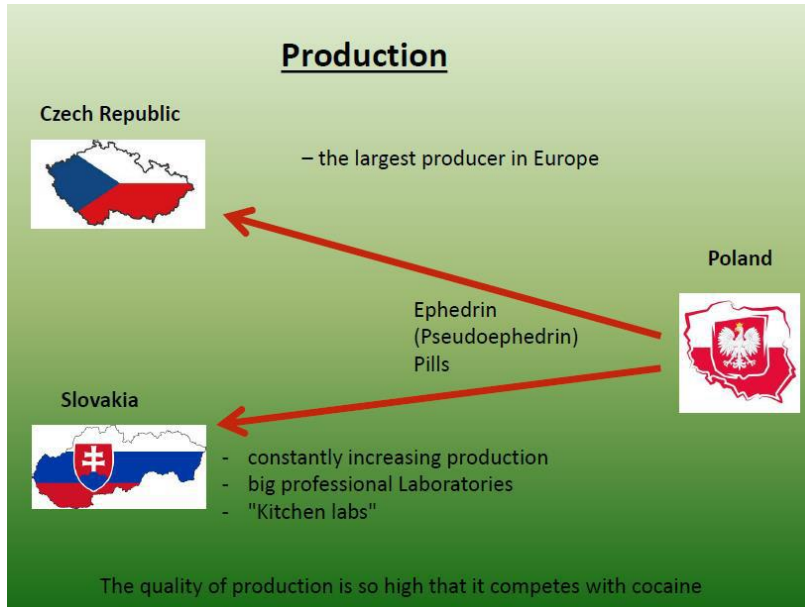 Production
Czech Republic
– the largest producer in Europe
Poland
Ephedrin
(Pseudoephedrin)
Pills
Slovakia
- constantly increasing production
- big professional Laboratories
- "Kitchen labs"
The quality of production is so high that it competes with cocaine